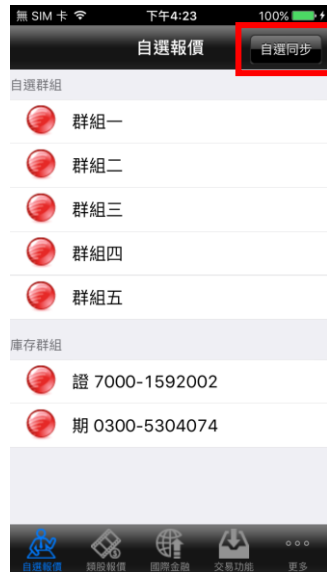 無 SIM 卡 下午4:23 100%
自選報價 自選同步
自選群組
群組一
群組二
群組三
群組四
群組五
庫存群組
證 7000-1592002
期 0300-5304074
自選報價 類股報價 國際金融 交易功能 更多